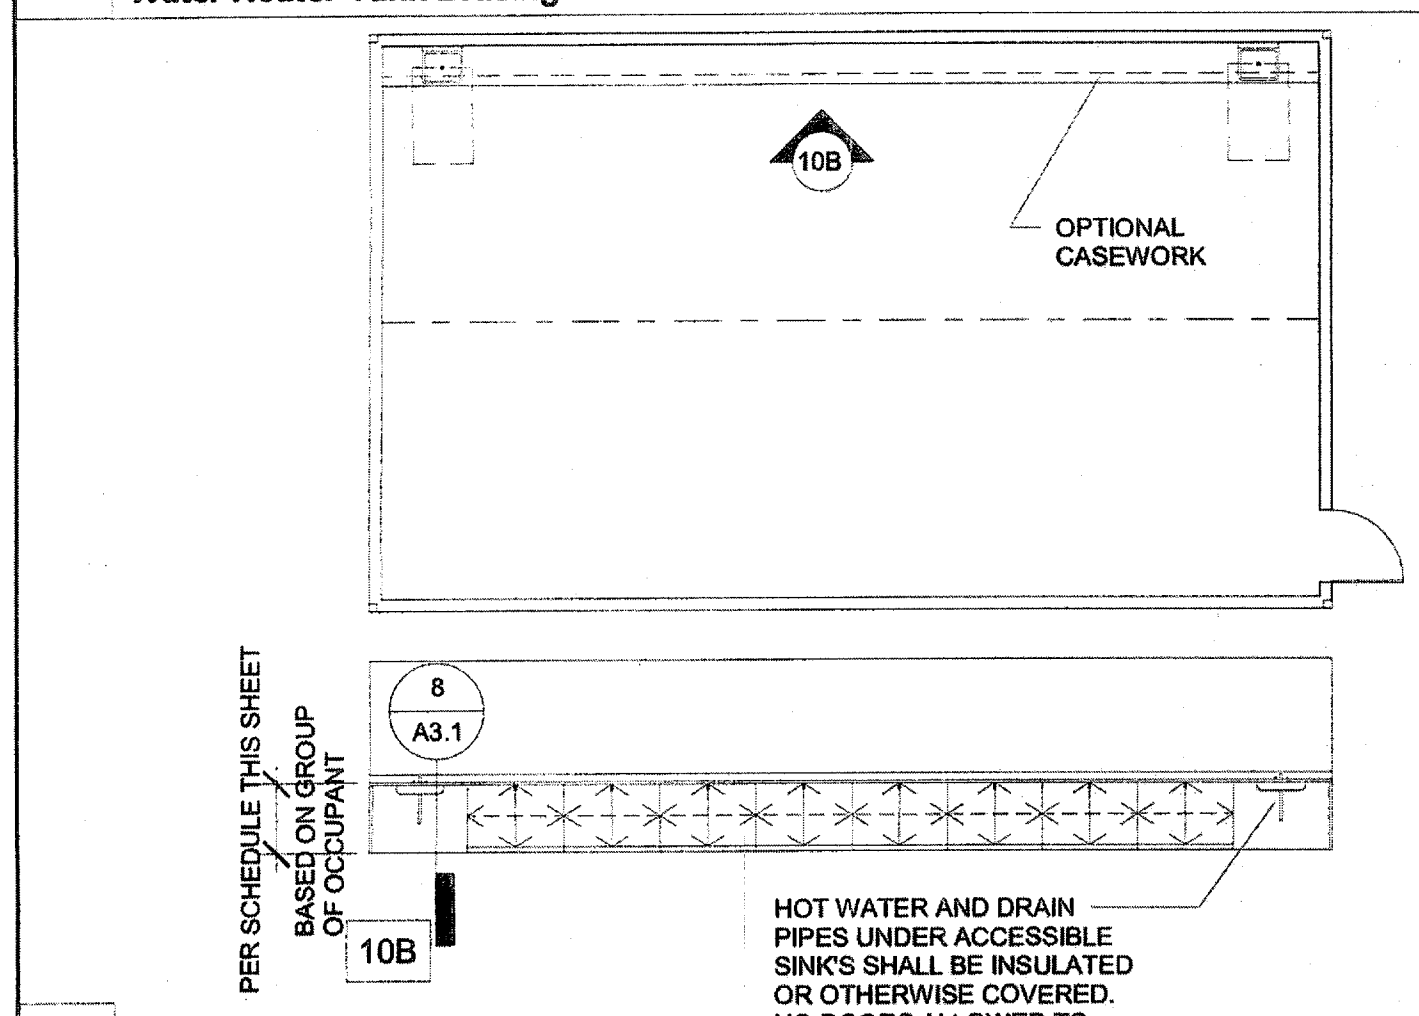 10B
OPTIONAL
CASEWORK
8
A3.1
PER SCHEDULE THIS SHEET
BASED ON GROUP
OF OCCUPANT
10B
HOT WATER AND DRAIN
PIPES UNDER ACCESSIBLE
SINK'S SHALL BE INSULATED
OR OTHERWISE COVERED.